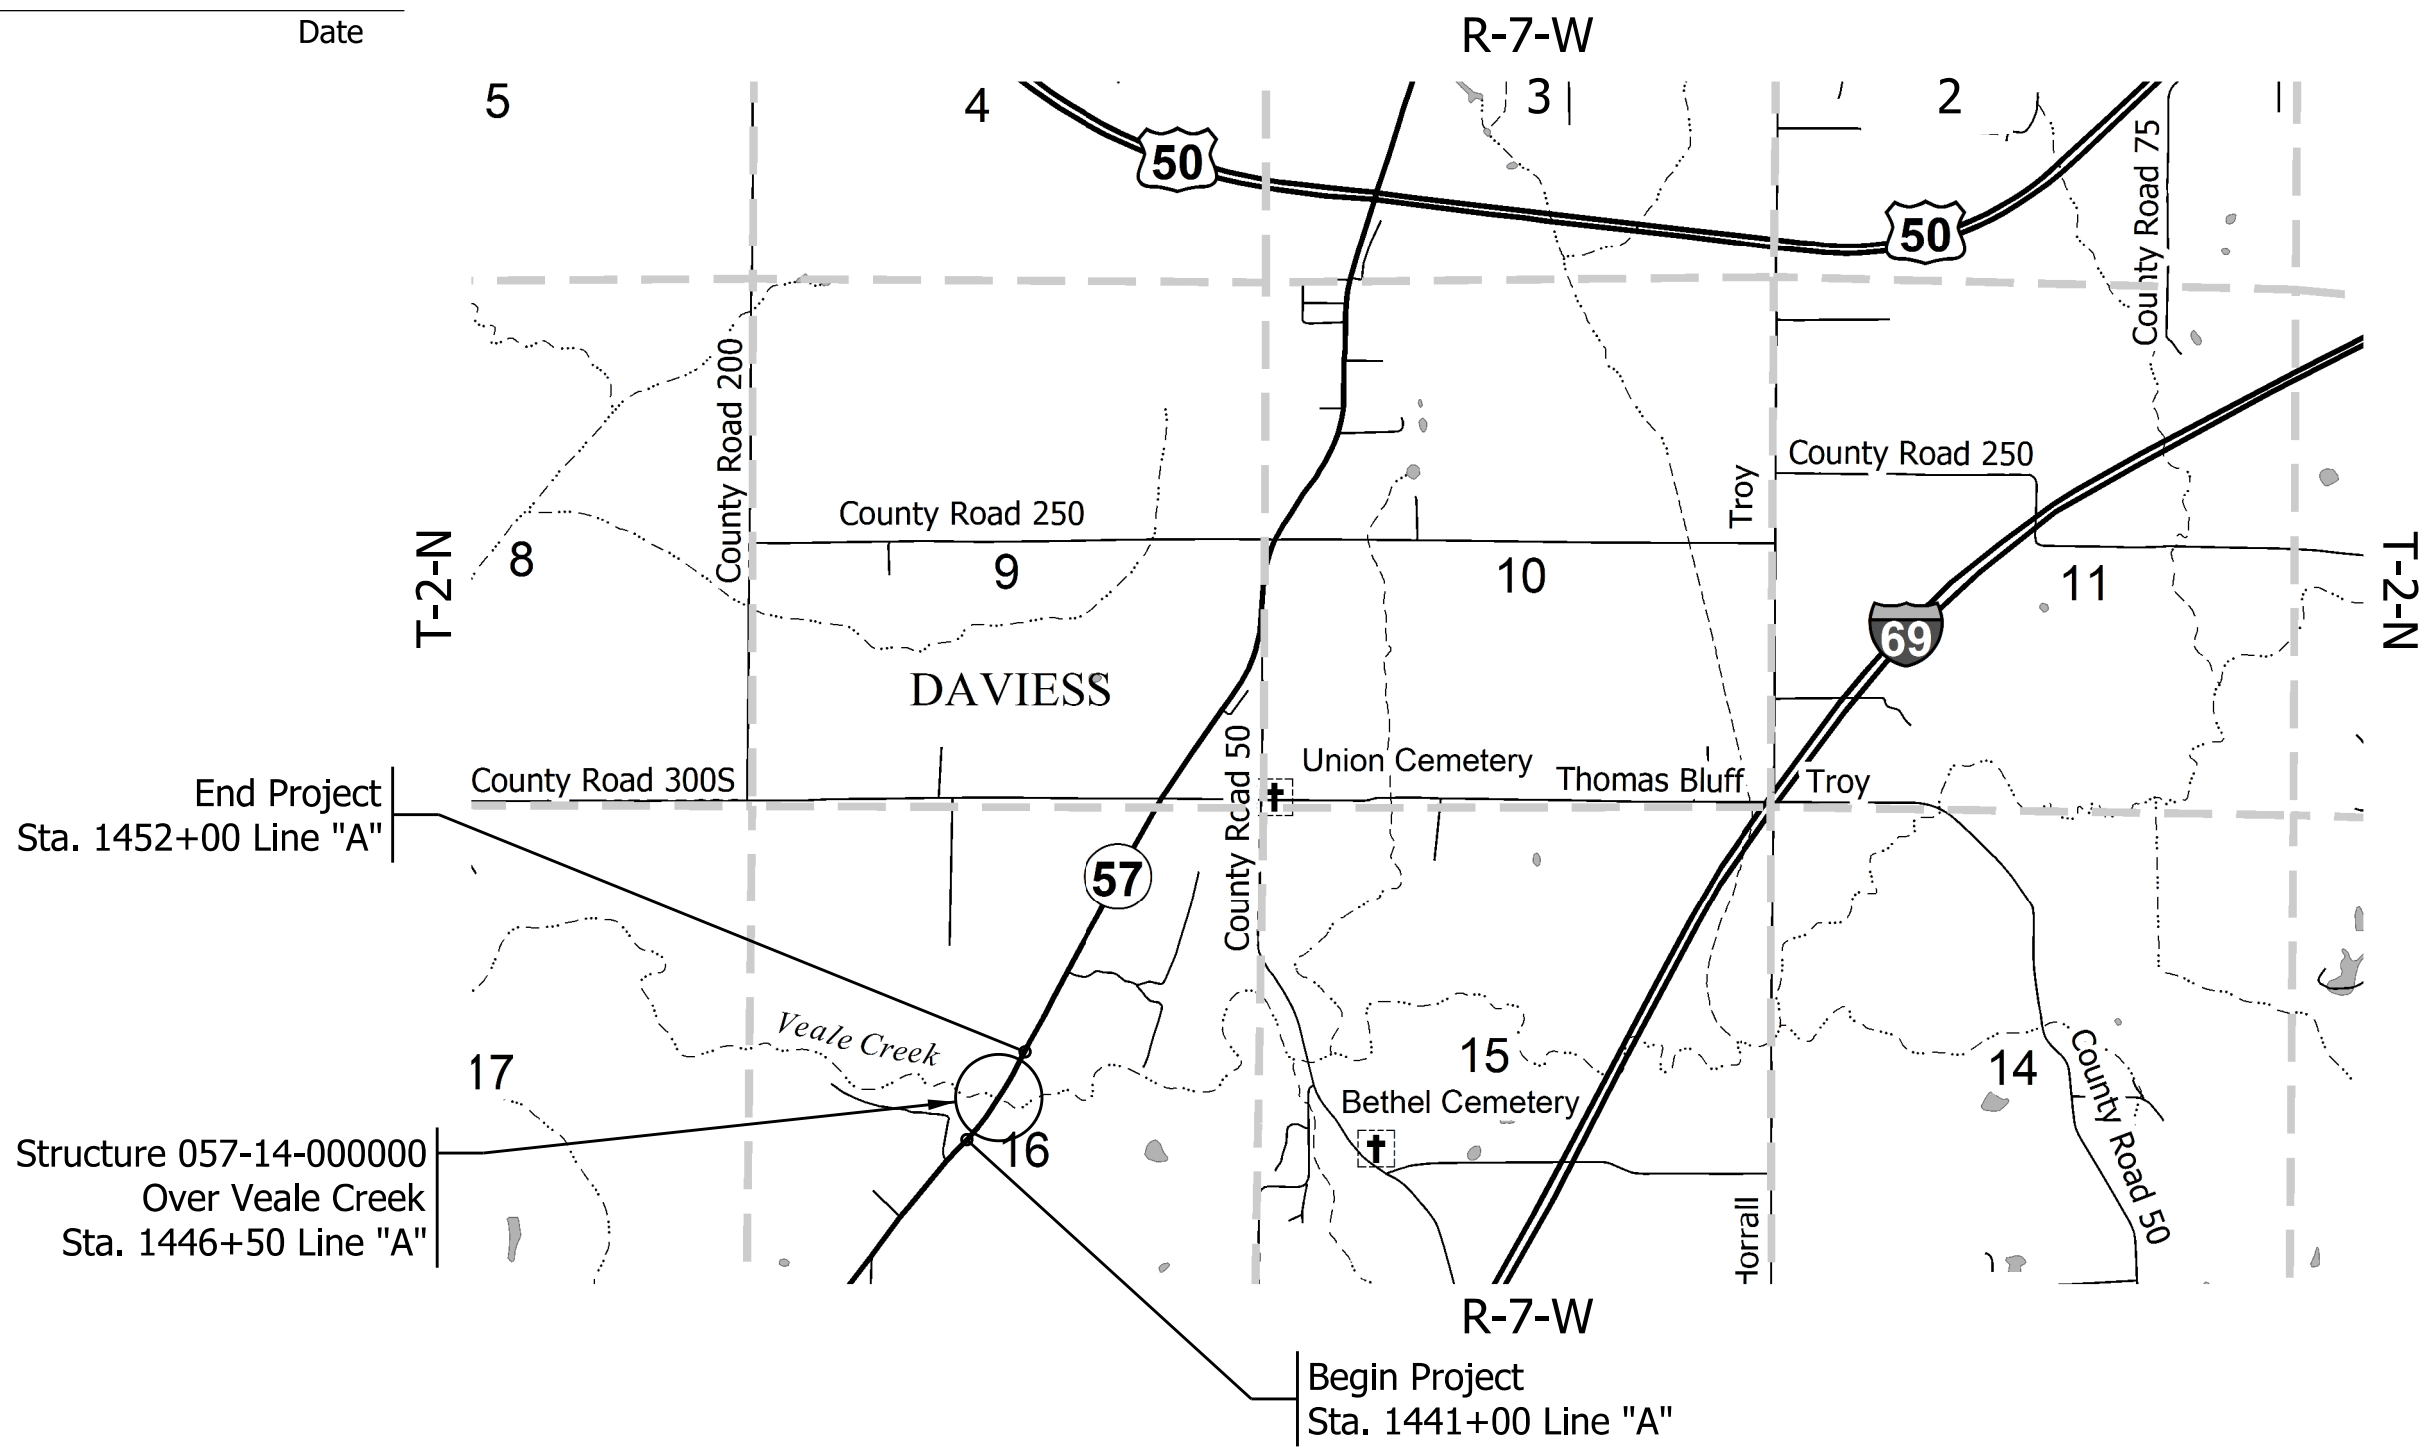 Date
R-7-W
5
4
3
2
50
50
County Road 75
County Road 200
County Road 250
Troy
County Road 250
T-2-N
8
9
10
11
T-2-N
69
DAVIESS
County Road 50
Union Cemetery
County Road 300S
Thomas Bluff
Troy
End Project
Sta. 1452+00 Line "A"
57
Veale Creek
17
15
14
County Road 50
Bethel Cemetery
16
Structure 057-14-000000
Over Veale Creek
Sta. 1446+50 Line "A"
Horrall
R-7-W
Begin Project
Sta. 1441+00 Line "A"